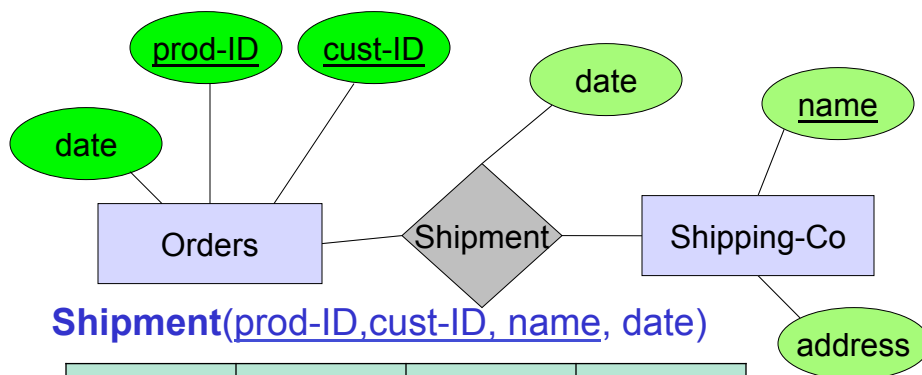 prod-ID
cust-ID
date
date
name
Orders
Shipment
Shipping-Co
Shipment(prod-ID,cust-ID, name, date)
address